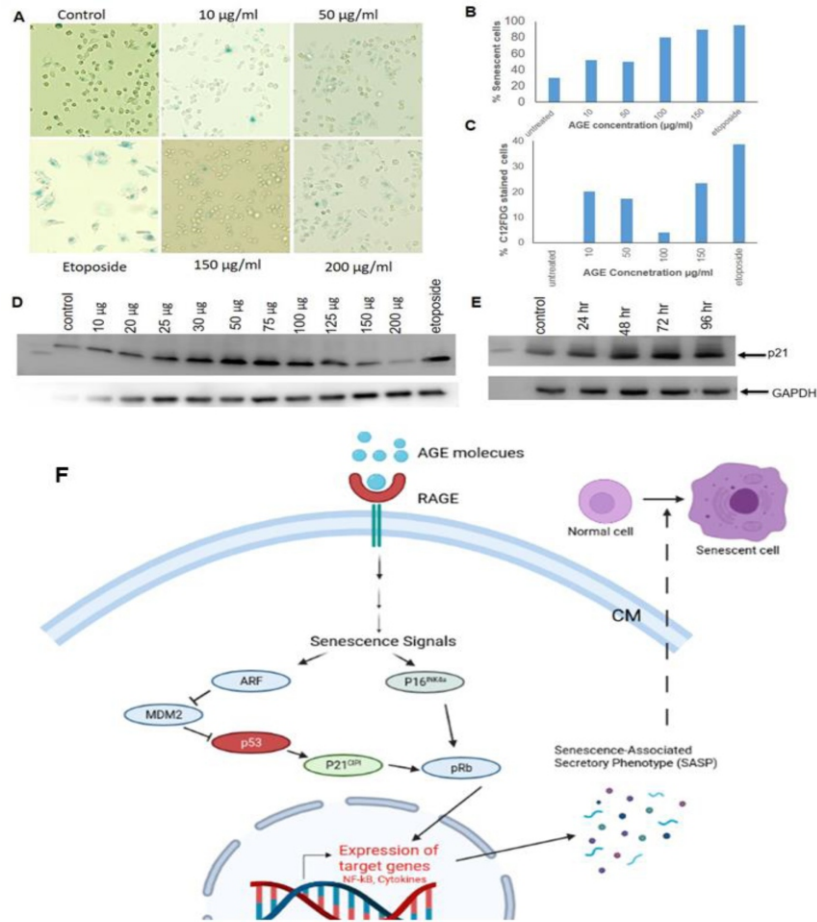 A
Control
10 µg/ml
50 µg/ml
Etoposide
150 µg/ml
200 µg/ml
B
% Senescent cells
100
80
60
40
20
0
untreated
10
50
100
150
etoposide
AGE concentration (µg/ml)
C
% C12FDG stained cells
40
30
20
10
0
untreated
10
50
100
150
etoposide
AGE Concnetration µg/ml
D
control
10 µg
20 µg
25 µg
30 µg
50 µg
75 µg
100 µg
125 µg
150 µg
200 µg
etoposide
E
control
24 hr
48 hr
72 hr
96 hr
p21
GAPDH
F
AGE molecues
RAGE
Normal cell
Senescent cell
CM
Senescence Signals
ARF
P16INK4a
MDM2
p53
P21CIPI
pRb
Senescence-Associated
Secretory Phenotype (SASP)
Expression of
target genes
NF-kB, Cytokines